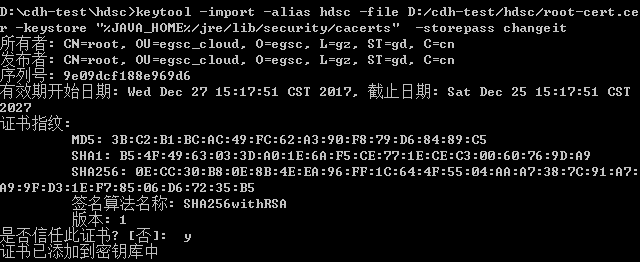 D:\cdh-test\hdsc>keytool -import -alias hdsc -file D:/cdh-test/hdsc/root-cert.ce
r -keystore "%JAVA_HOME%/jre/lib/security/cacerts"  -storepass changeit
所有者: CN=root, OU=egsc_cloud, O=egsc, L=gz, ST=gd, C=cn
发布者: CN=root, OU=egsc_cloud, O=egsc, L=gz, ST=gd, C=cn
序列号: 9e09dcf188e969d6
有效期开始日期: Wed Dec 27 15:17:51 CST 2017, 截止日期: Sat Dec 25 15:17:51 CST
2027
证书指纹:
MD5: 3B:C2:B1:BC:AC:49:FC:62:A3:90:F8:79:D6:84:89:C5
SHA1: B5:4F:49:63:03:3D:A0:1E:6A:F5:CE:77:1E:CE:C3:00:60:76:9D:A9
SHA256: 0E:CC:30:B8:0E:8B:4E:EA:96:FF:1C:64:4F:55:04:AA:A7:38:7C:91:A7:
A9:9F:D3:1E:F7:85:06:D6:72:35:B5
签名算法名称: SHA256withRSA
版本: 1
是否信任此证书? [否]:  y
证书已添加到密钥库中